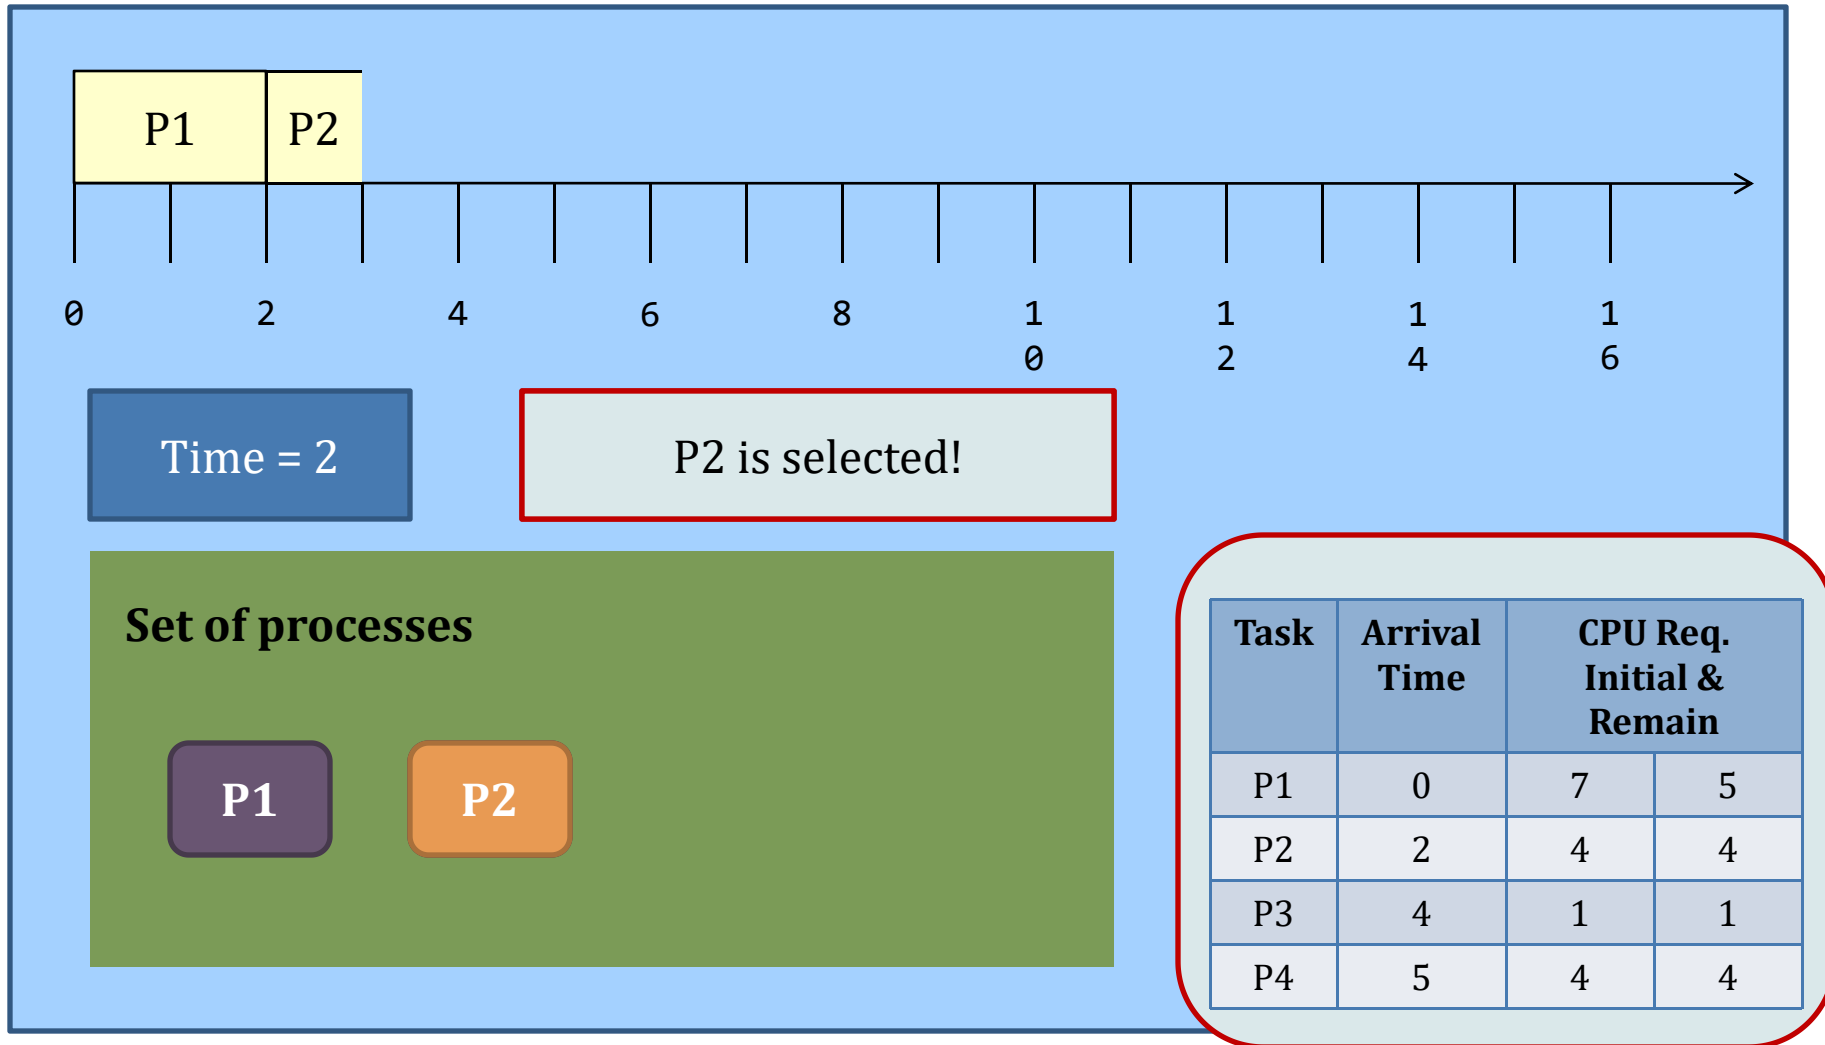 P1 P2
0 2 4 6 8 1 1 1 1
0 2 4 6
Time = 2
P2 is selected!
Set of processes
P1 P2
Task Arrival CPU Req.
Time Initial &
Remain
P1 0 7 5
P2 2 4 4
P3 4 1 1
P4 5 4 4